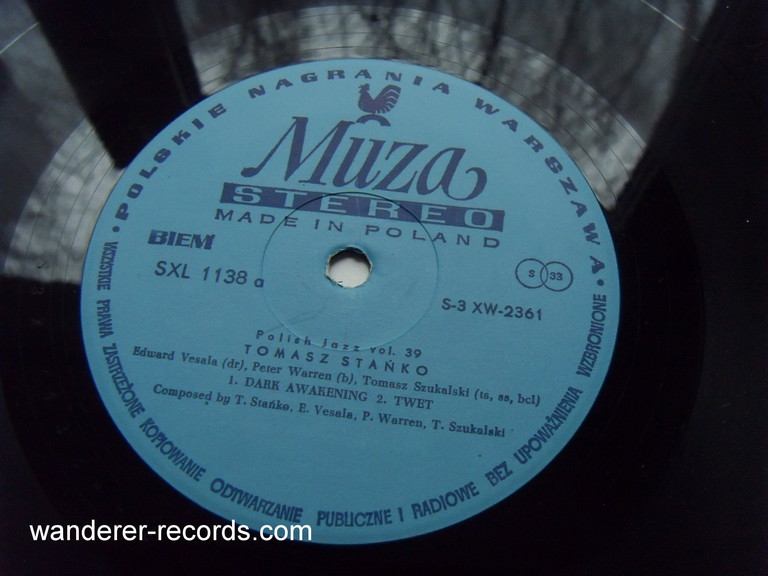 • POLSKIE NAGRANIA WARSZAWA •
Muza
STEREO
MADE IN POLAND
BIEM
SXL 1138 a
S 33
S-3 XW-2361
Polish Jazz vol. 39
TOMASZ STAŃKO
Edward Vesala (dr), Peter Warren (b), Tomasz Szukalski (ts, ss, bcl)
1. DARK AWAKENING 2. TWET
Composed by T. Stańko, E. Vesala, P. Warren, T. Szukalski
WSZYSTKIE PRAWA ZASTRZEŻONE KOPIOWANIE ODTWARZANIE PUBLICZNE I RADIOWE BEZ UPOWAŻNIENIA WZBRONIONE
wanderer-records.com